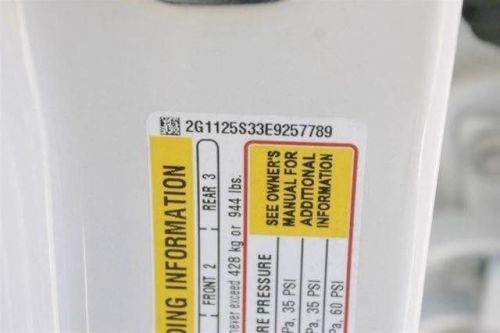 2G1125S33E9257789
DING INFORMATION
FRONT 2 REAR 3
never exceed 428 kg or 944 lbs.
SEE OWNER'S
MANUAL FOR
ADDITIONAL
INFORMATION
RE PRESSURE
Pa, 35 PSI
Pa, 35 PSI
Pa, 60 PSI